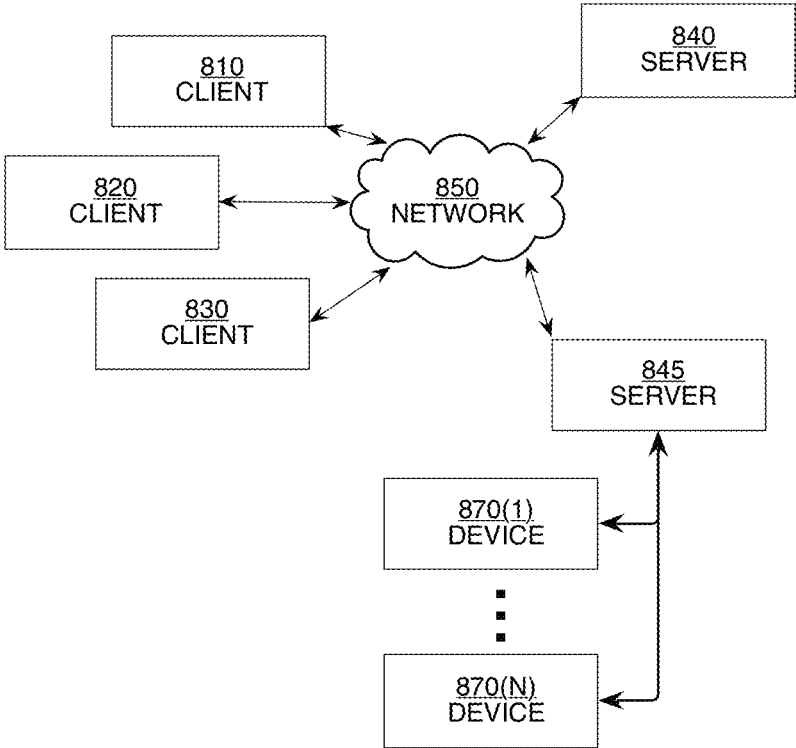 810
CLIENT
840
SERVER
820
CLIENT
850
NETWORK
830
CLIENT
845
SERVER
870(1)
DEVICE
870(N)
DEVICE